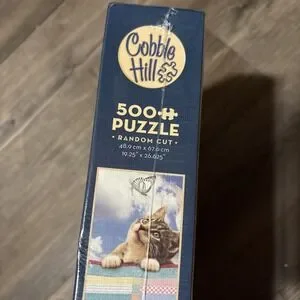 Cobble
Hill
500
PUZZLE
• RANDOM CUT •
48.9 cm x 67.6 cm
19.25" x 26.625"